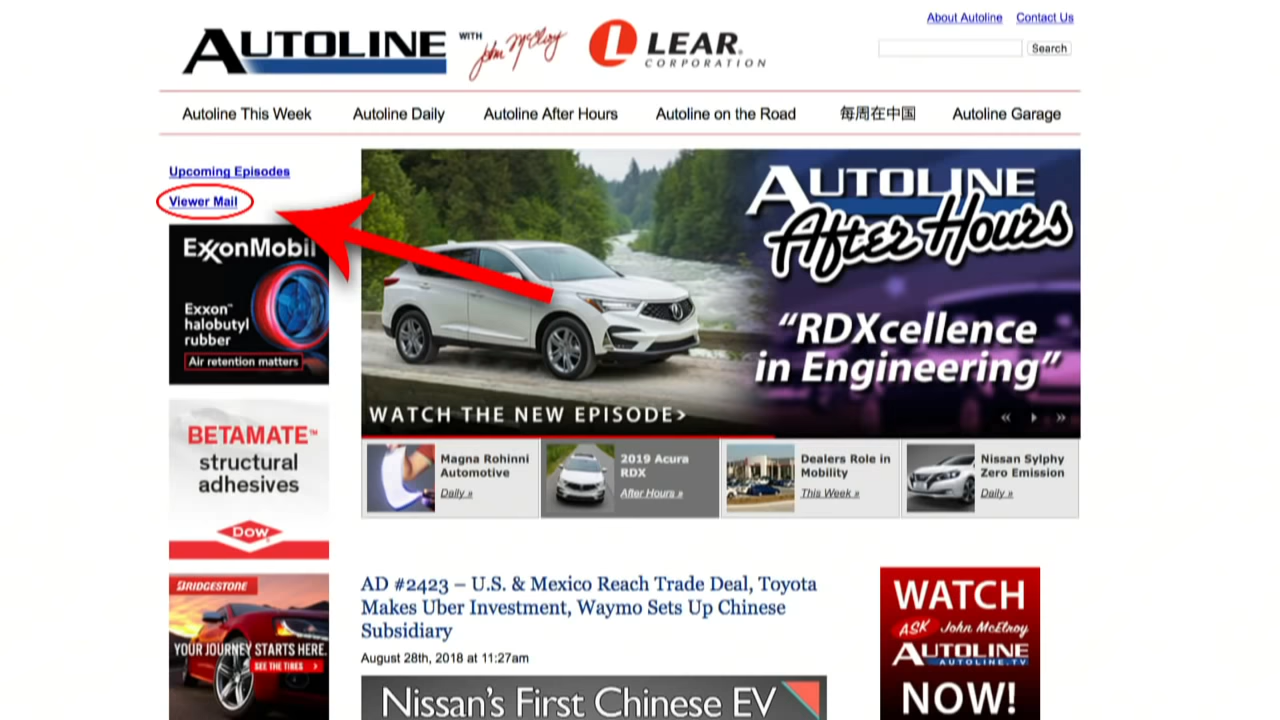 About Autoline Contact Us
AUTOLINE WITH John McElroy LEAR. CORPORATION
Search
Autoline This Week Autoline Daily Autoline After Hours Autoline on the Road 每周在中国 Autoline Garage
Upcoming Episodes
Viewer Mail
ExxonMobil
Exxon™
halobutyl
rubber
Air retention matters
BETAMATE™
structural
adhesives
Dow
BRIDGESTONE
YOUR JOURNEY STARTS HERE.
SEE THE TIRES >
AUTOLINE
After Hours
“RDXcellence
in Engineering”
WATCH THE NEW EPISODE>
Magna Rohinni
Automotive
Daily »
2019 Acura
RDX
After Hours »
Dealers Role in
Mobility
This Week »
Nissan Sylphy
Zero Emission
Daily »
AD #2423 – U.S. & Mexico Reach Trade Deal, Toyota
Makes Uber Investment, Waymo Sets Up Chinese
Subsidiary
August 28th, 2018 at 11:27am
Nissan’s First Chinese EV
WATCH
ASK John McElroy
AUTOLINE
AUTOLINE.TV
NOW!